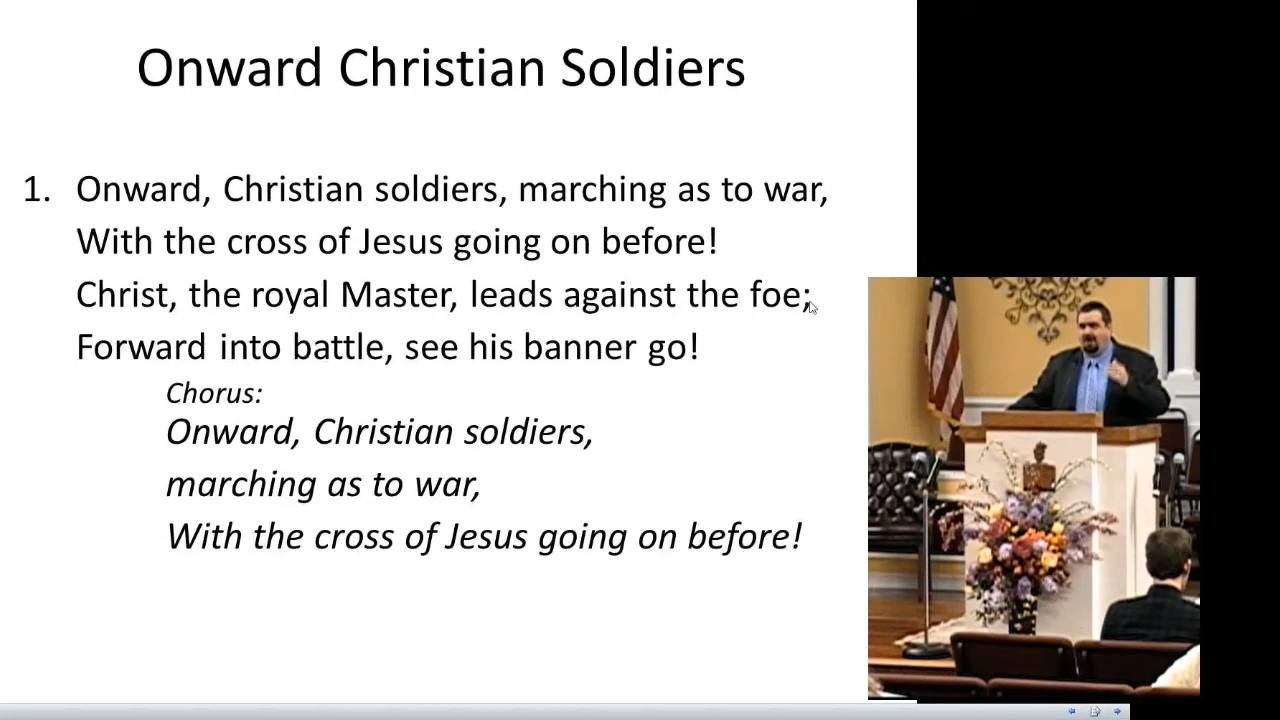 Onward Christian Soldiers
1. Onward, Christian soldiers, marching as to war,
With the cross of Jesus going on before!
Christ, the royal Master, leads against the foe;
Forward into battle, see his banner go!
Chorus:
Onward, Christian soldiers,
marching as to war,
With the cross of Jesus going on before!